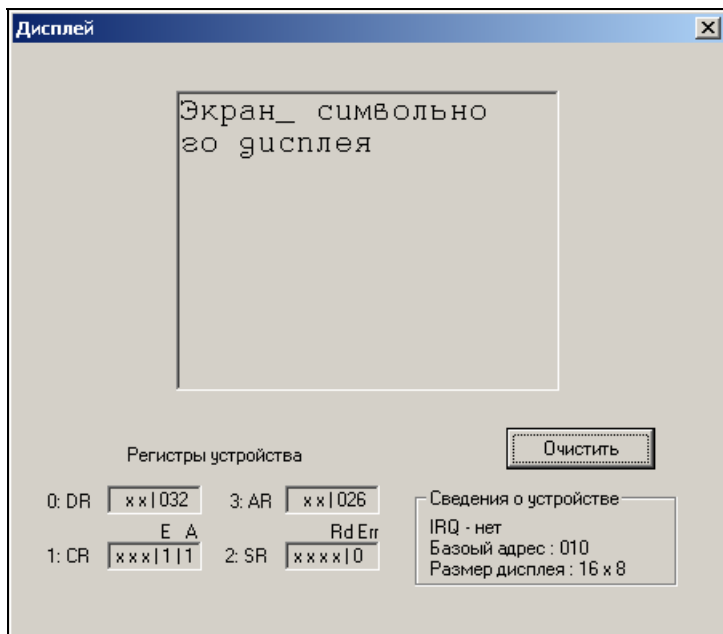 Дисплей
Экран_ символьно
го дисплея
Регистры устройства
Очистить
0: DR xx|032 3: AR xx|026
E A Rd Err
1: CR xxx|1|1 2: SR xxxx|0
Сведения о устройстве
IRQ - нет
Базоый адрес : 010
Размер дисплея : 16 x 8